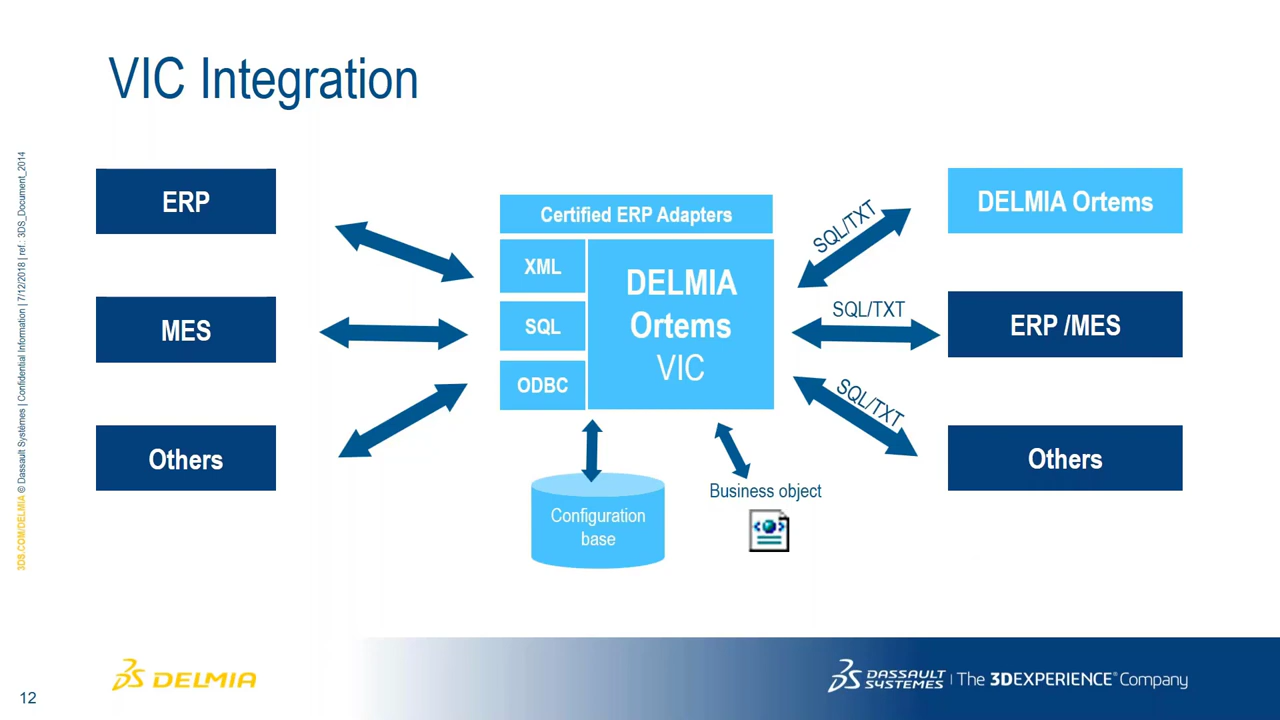 VIC Integration
3DS.COM/DELMIA © Dassault Systèmes | Confidential Information | 7/12/2018 | ref.: 3DS_Document_2014
ERP
MES
Others
Certified ERP Adapters
XML
SQL
ODBC
DELMIA
Ortems
VIC
Configuration
base
Business object
SQL/TXT
SQL/TXT
SQL/TXT
DELMIA Ortems
ERP /MES
Others
12
DELMIA
DASSAULT
SYSTEMES
The 3DEXPERIENCE® Company